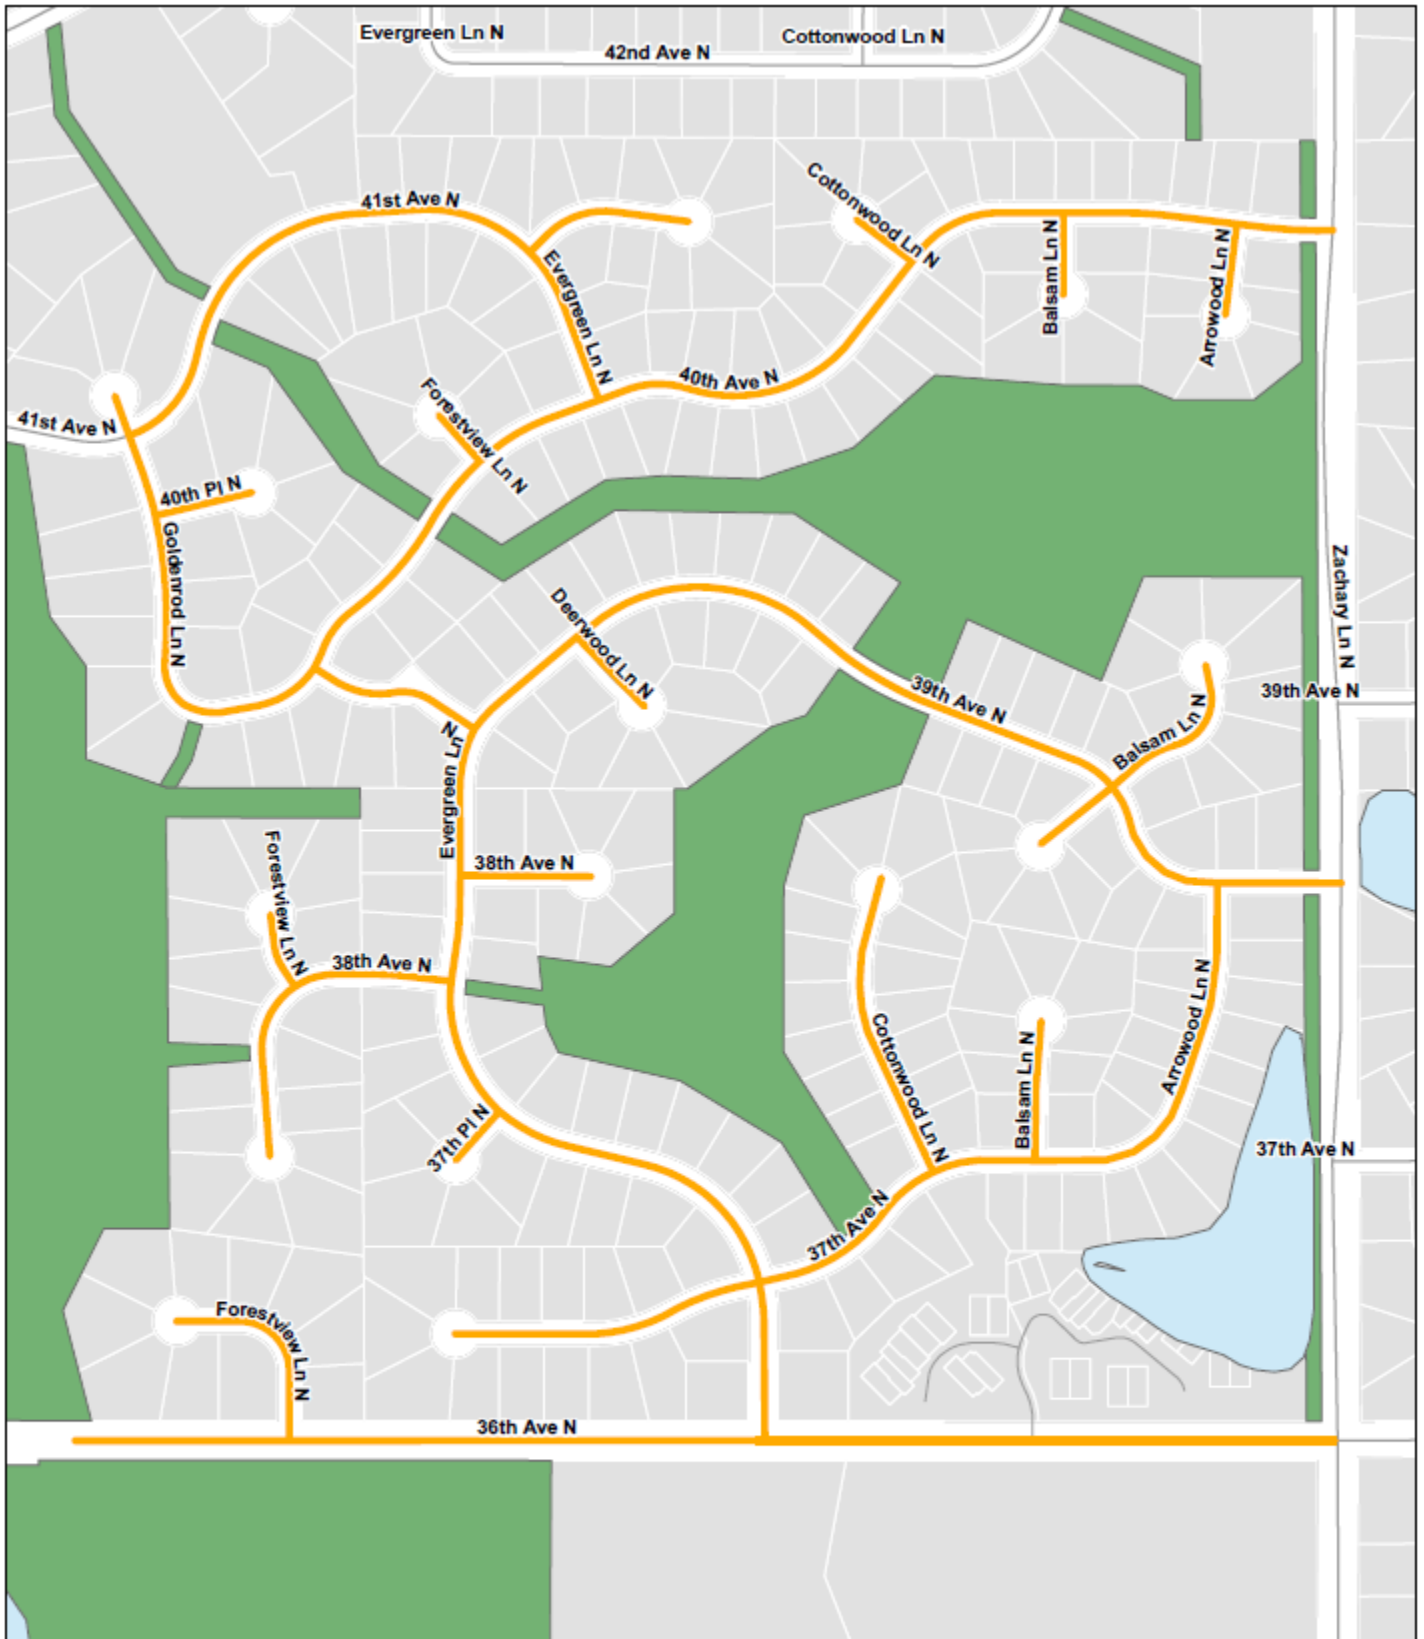 Evergreen Ln N
Cottonwood Ln N
42nd Ave N
Cottonwood Ln N
41st Ave N
Balsam Ln N
Arrowood Ln N
Evergreen Ln N
40th Ave N
Forestview Ln N
41st Ave N
40th Pl N
Goldenrod Ln N
Zachary Ln N
Deerwood Ln N
39th Ave N
39th Ave N
Balsam Ln N
Evergreen Ln N
38th Ave N
Forestview Ln N
38th Ave N
Arrowood Ln N
Cottonwood Ln N
Balsam Ln N
37th Pl N
37th Ave N
37th Ave N
Forestview Ln N
36th Ave N